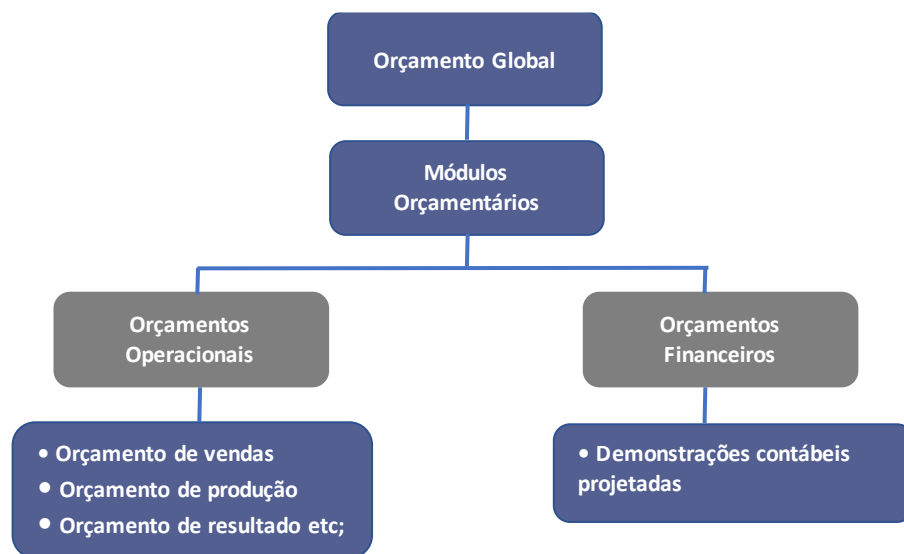 Orçamento Global
Módulos
Orçamentários
Orçamentos
Operacionais
Orçamentos
Financeiros
• Orçamento de vendas
• Orçamento de produção
• Orçamento de resultado etc;
• Demonstrações contábeis
projetadas